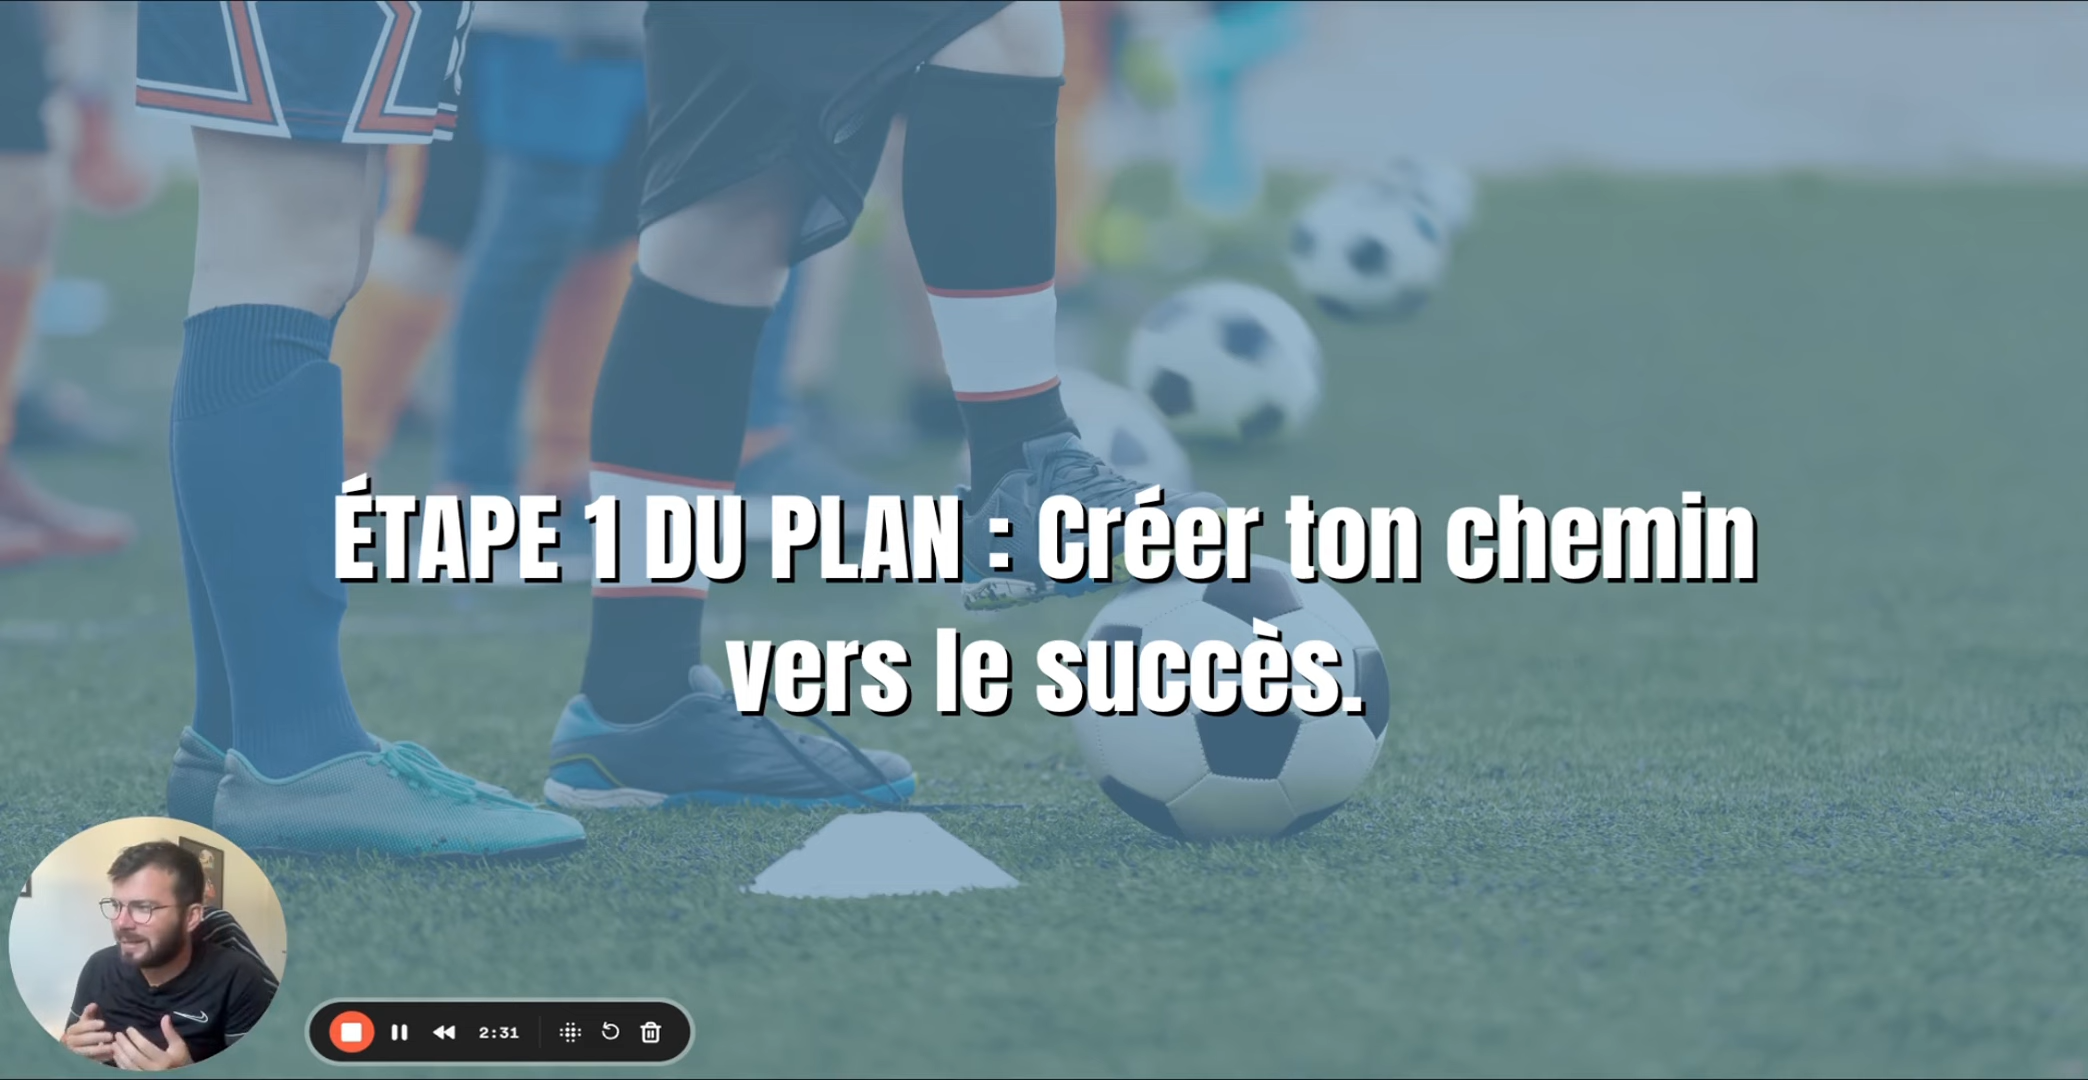 ÉTAPE 1 DU PLAN : Créer ton chemin
vers le succès.
2:31